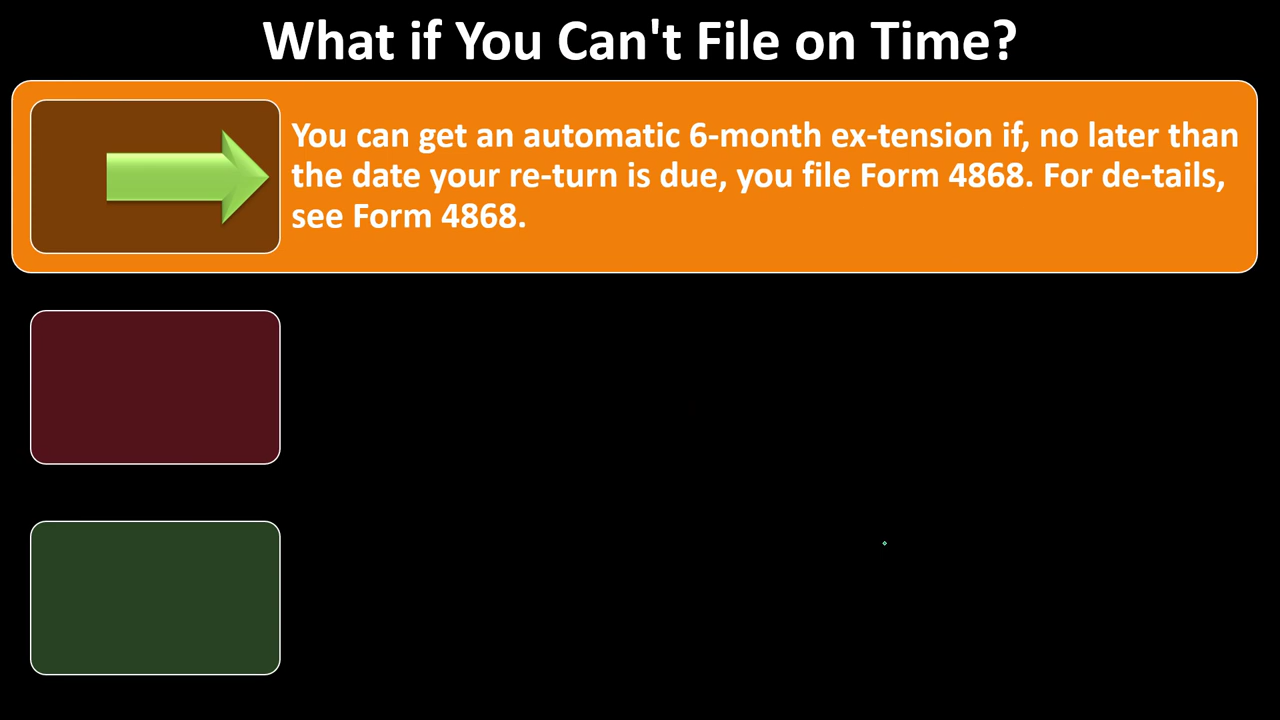 What if You Can't File on Time?
You can get an automatic 6-month ex-tension if, no later than
the date your re-turn is due, you file Form 4868. For de-tails,
see Form 4868.